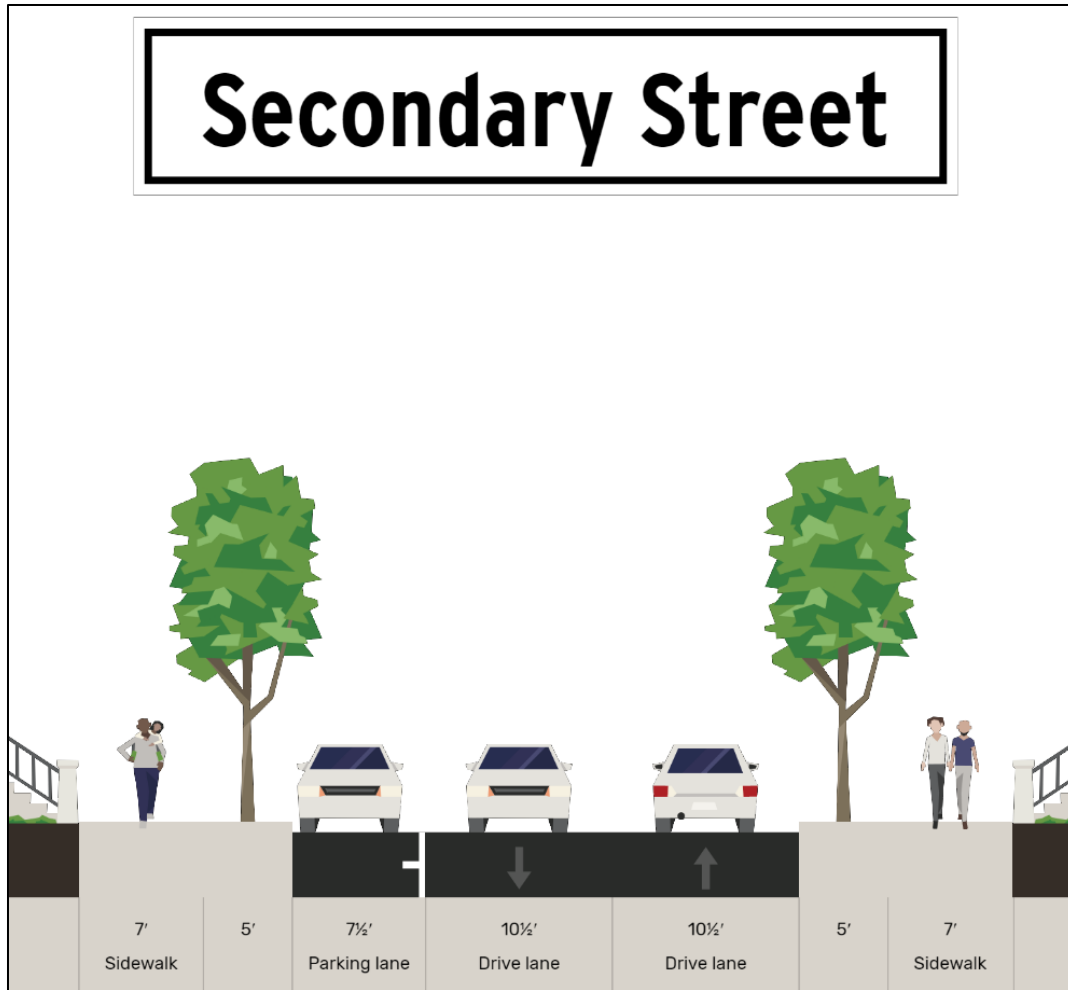 Secondary Street
7′ 5′ 7½′ 10½′ 10½′ 5′ 7′
Sidewalk Parking lane Drive lane Drive lane Sidewalk